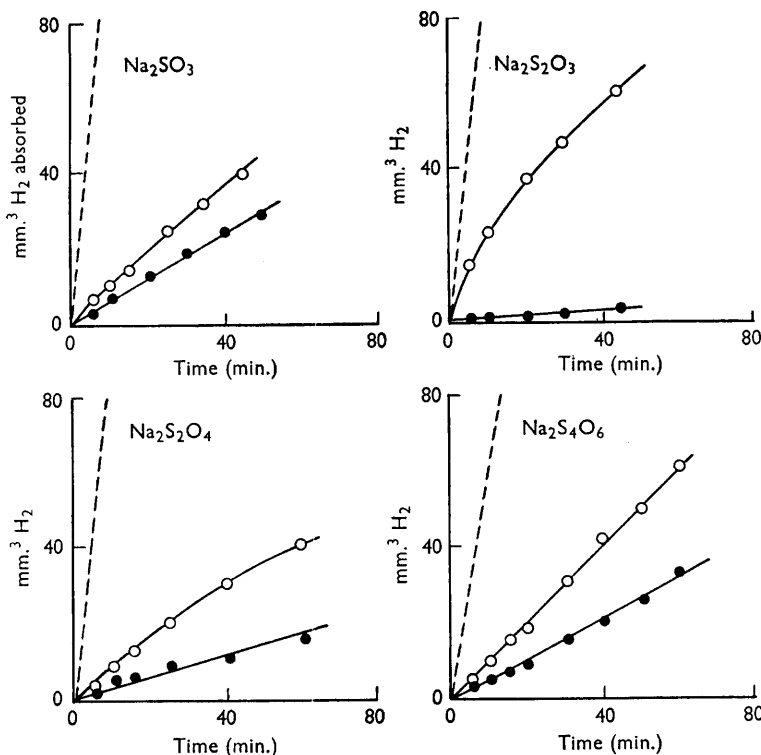 80
Na₂SO₃
mm.³ H₂ absorbed
40
0
0 40 80
Time (min.)
80
Na₂S₂O₃
mm.³ H₂
40
0
0 40 80
Time (min.)
80
Na₂S₂O₄
mm.³ H₂
40
0
0 40 80
Time (min.)
80
Na₂S₄O₆
mm.³ H₂
40
0
0 40 80
Time (min.)